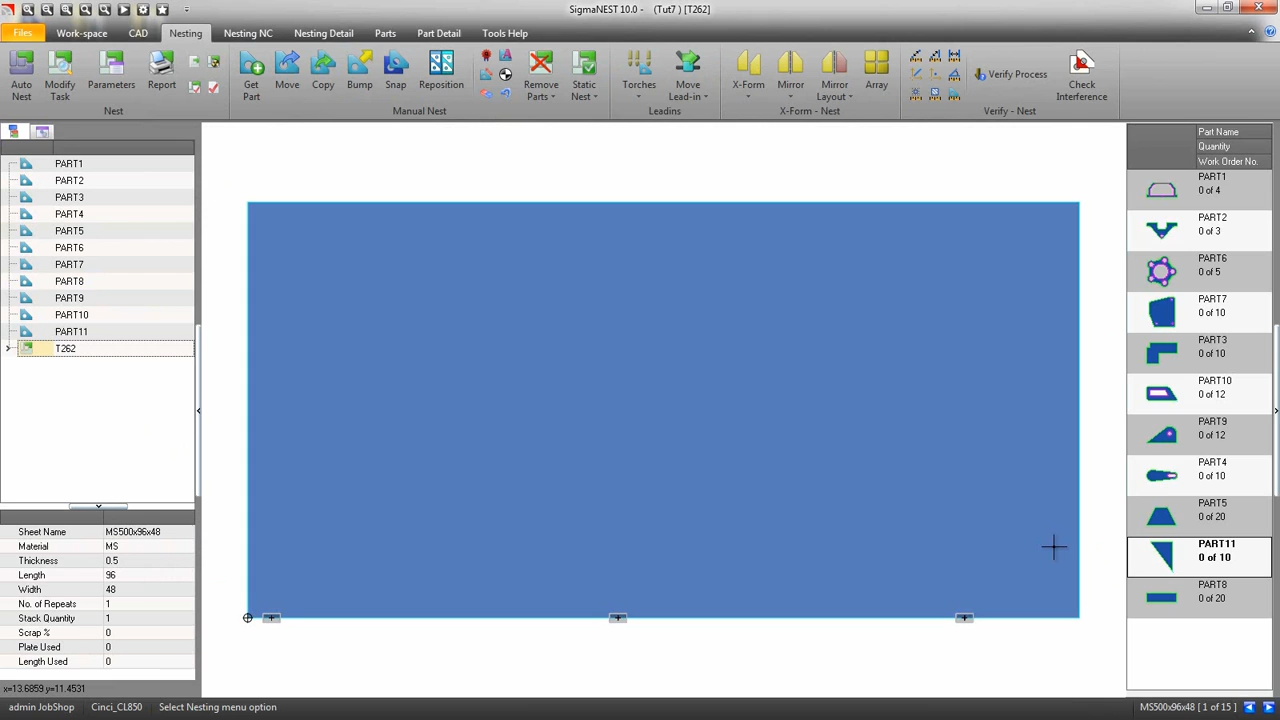 SigmaNEST 10.0 - (Tut7 ) [T262]
Files Work-space CAD Nesting Nesting NC Nesting Detail Parts Part Detail Tools Help
Auto Nest
Modify Task
Parameters
Report
Get Part
Move
Copy
Bump
Snap
Reposition
Remove Parts
Static Nest
Torches
Move Lead-in
X-Form
Mirror
Mirror Layout
Array
Verify Process
Check Interference
Nest
Manual Nest
Leadins
X-Form - Nest
Verify - Nest
PART1
PART2
PART3
PART4
PART5
PART6
PART7
PART8
PART9
PART10
PART11
T262
Sheet Name MS500x96x48
Material MS
Thickness 0.5
Length 96
Width 48
No. of Repeats 1
Stack Quantity 1
Scrap % 0
Plate Used 0
Length Used 0
Part Name
Quantity
Work Order No.
PART1
0 of 4
PART2
0 of 3
PART6
0 of 5
PART7
0 of 10
PART3
0 of 10
PART10
0 of 12
PART9
0 of 12
PART4
0 of 10
PART5
0 of 20
PART11
0 of 10
PART8
0 of 20
x=13.6859 y=11.4531
admin JobShop Cinci_CL850 Select Nesting menu option MS500x96x48 [ 1 of 15 ]